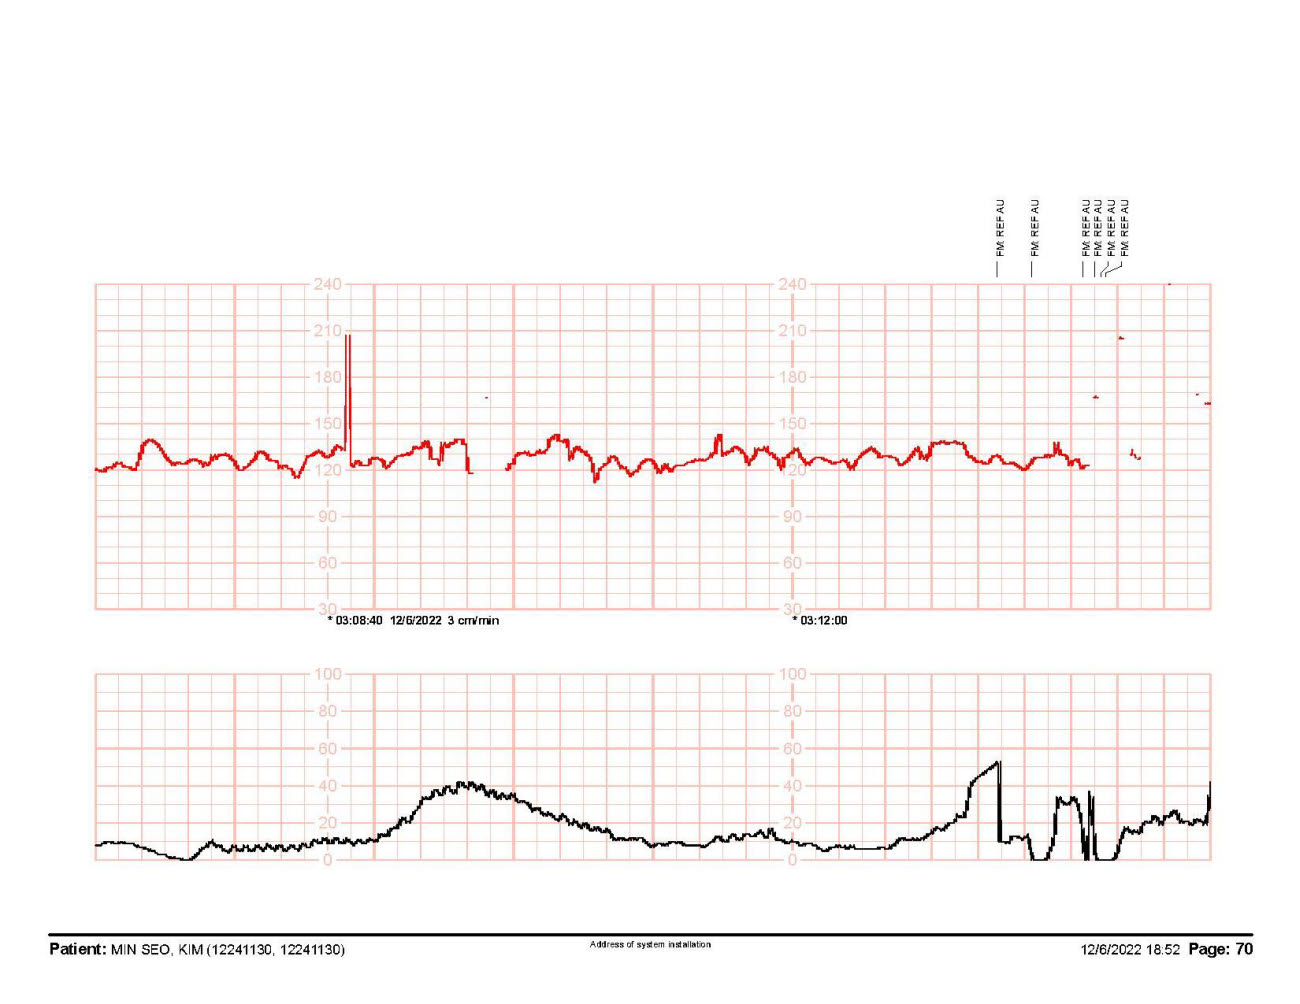 FM: REF AU
FM: REF AU
FM: REF AU
FM: REF AU
FM: REF AU
FM: REF AU
240 240
210 210
180 180
150 150
120 120
90 90
60 60
30 30
* 03:08:40 12/6/2022 3 cm/min * 03:12:00
100 100
80 80
60 60
40 40
20 20
0 0
Patient: MIN SEO, KIM (12241130, 12241130) Address of system installation 12/6/2022 18:52 Page: 70